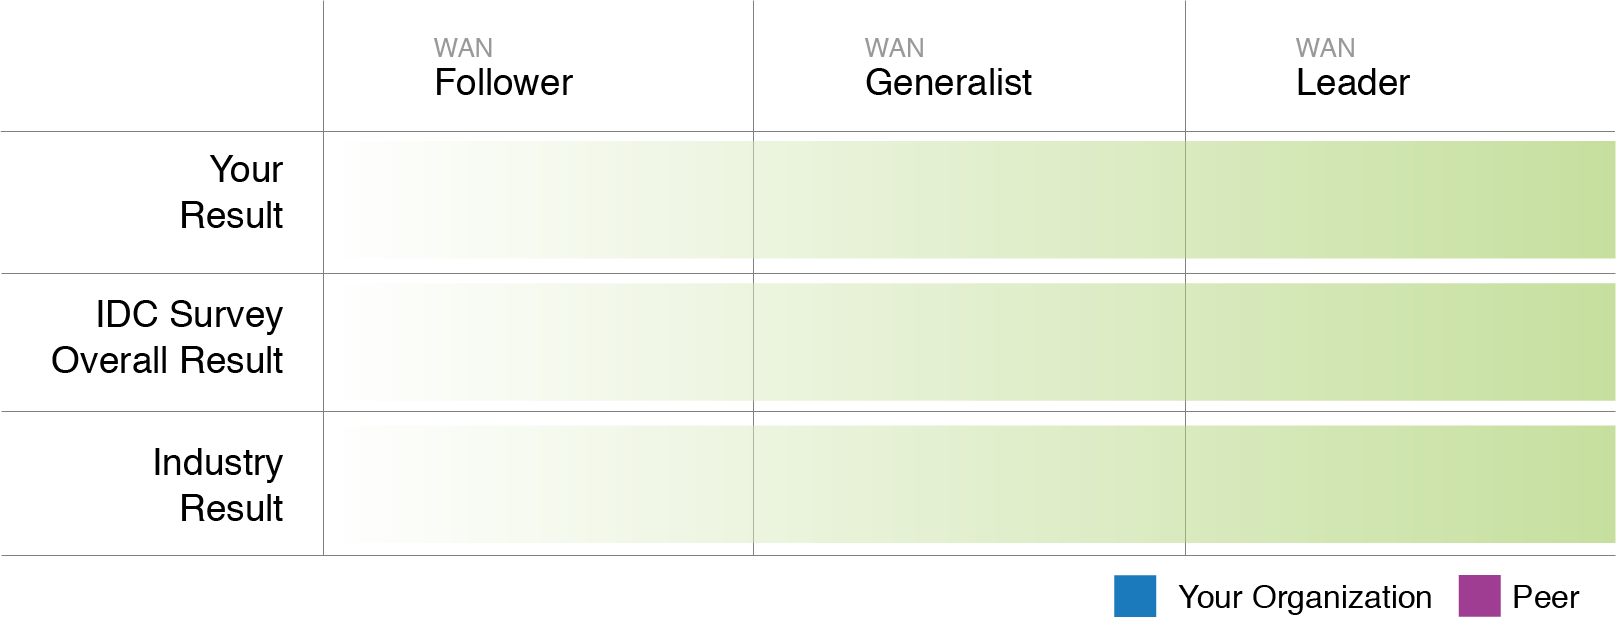 WAN
Follower
WAN
Generalist
WAN
Leader
Your
Result
IDC Survey
Overall Result
Industry
Result
Your Organization
Peer